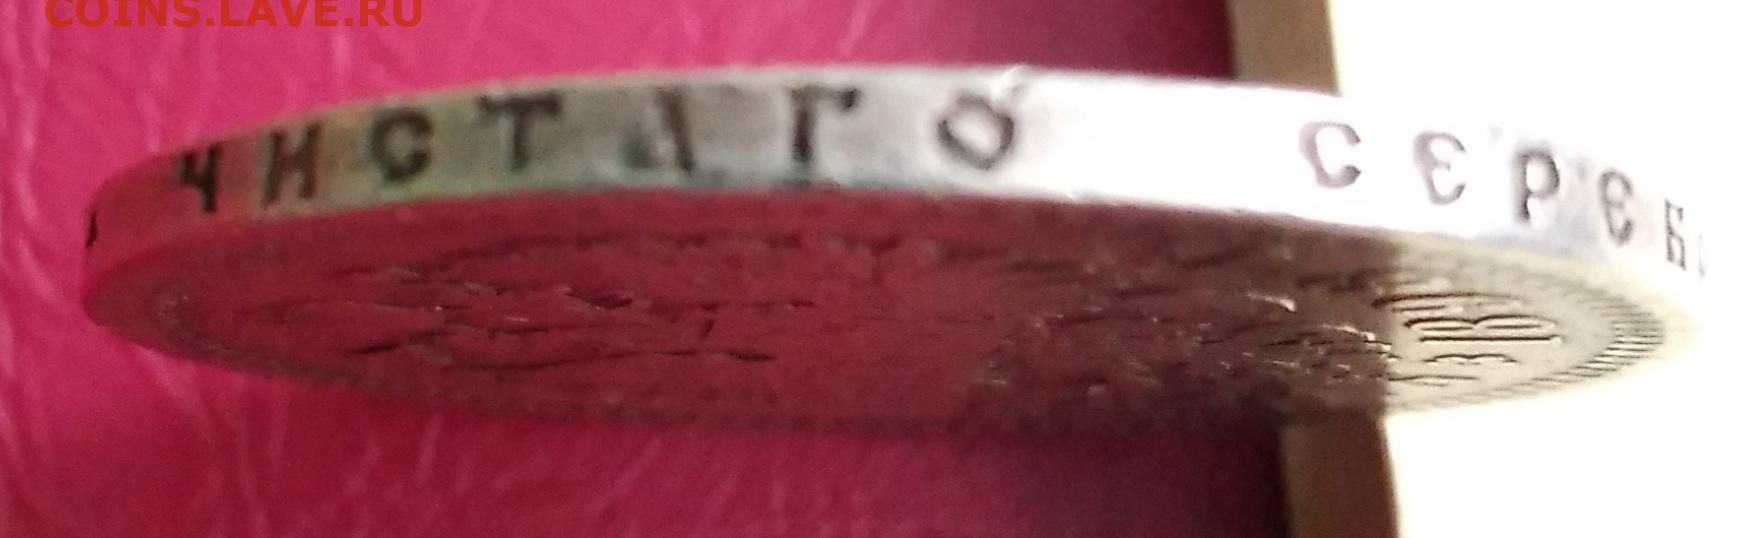 COINS.LAVE.RU
ЧИСТАГО СЕРЕБ